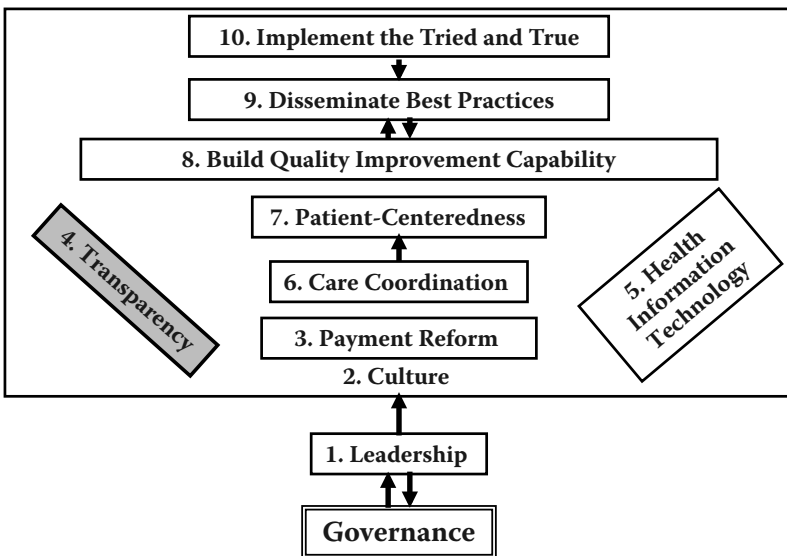 10. Implement the Tried and True
9. Disseminate Best Practices
8. Build Quality Improvement Capability
7. Patient-Centeredness
4. Transparency
5. Health
Information
Technology
6. Care Coordination
3. Payment Reform
2. Culture
1. Leadership
Governance